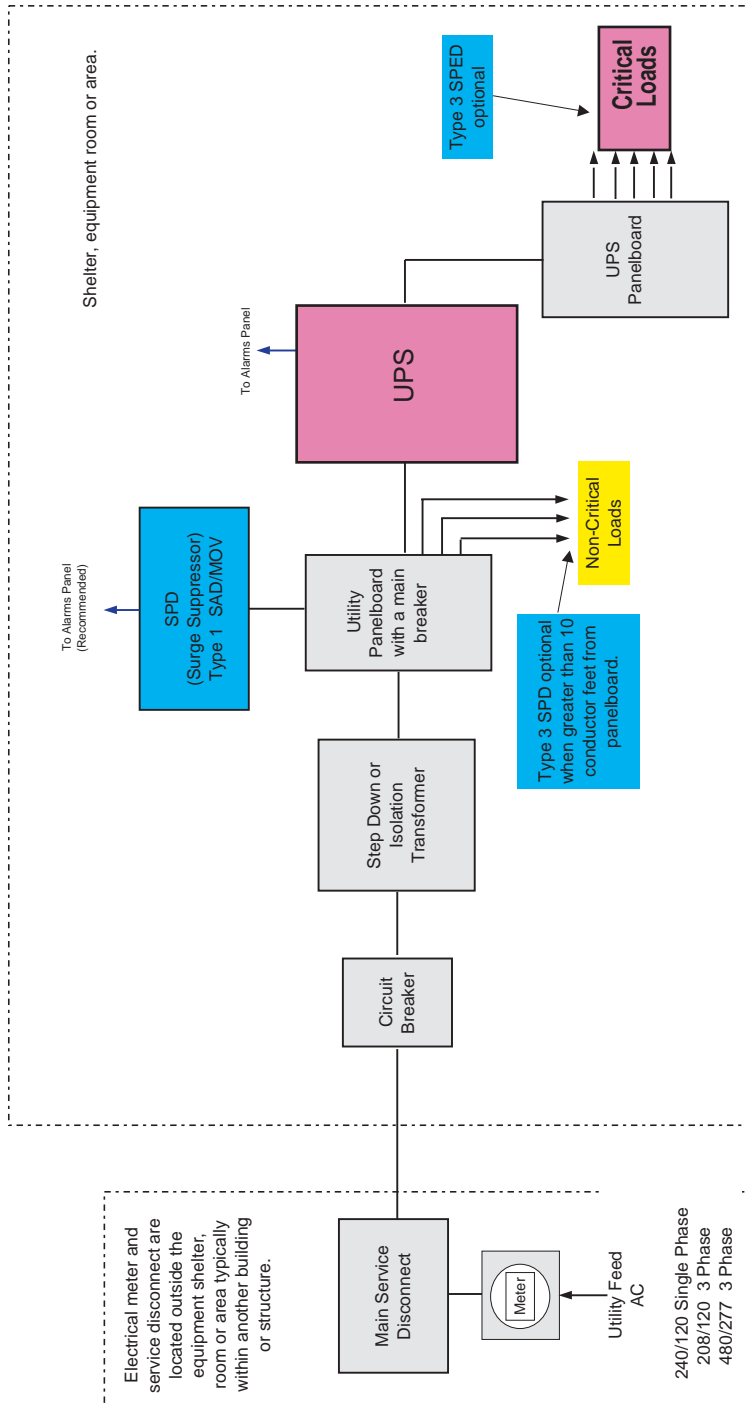 Electrical meter and
service disconnect are
located outside the
equipment shelter,
room or area typically
within another building
or structure.
Main Service
Disconnect
Meter
Utility Feed
AC
240/120 Single Phase
208/120 3 Phase
480/277 3 Phase
Shelter, equipment room or area.
Circuit
Breaker
Step Down or
Isolation
Transformer
To Alarms Panel
(Recommended)
SPD
(Surge Suppressor)
Type 1 SAD/MOV
Utility
Panelboard
with a main
breaker
Type 3 SPD optional
when greater than 10
conductor feet from
panelboard.
Non-Critical
Loads
To Alarms Panel
UPS
UPS
Panelboard
Type 3 SPED
optional
Critical
Loads